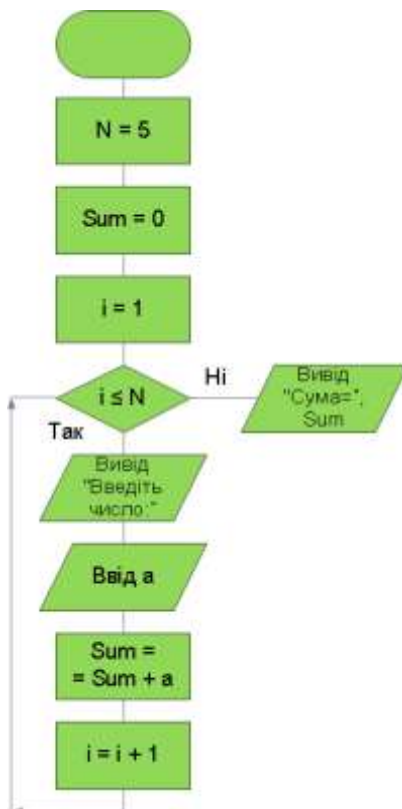 N = 5
Sum = 0
i = 1
i ≤ N
Ні
Вивід
"Сума=",
Sum
Так
Вивід
"Введіть
число:"
Ввід a
Sum =
= Sum + a
i = i + 1